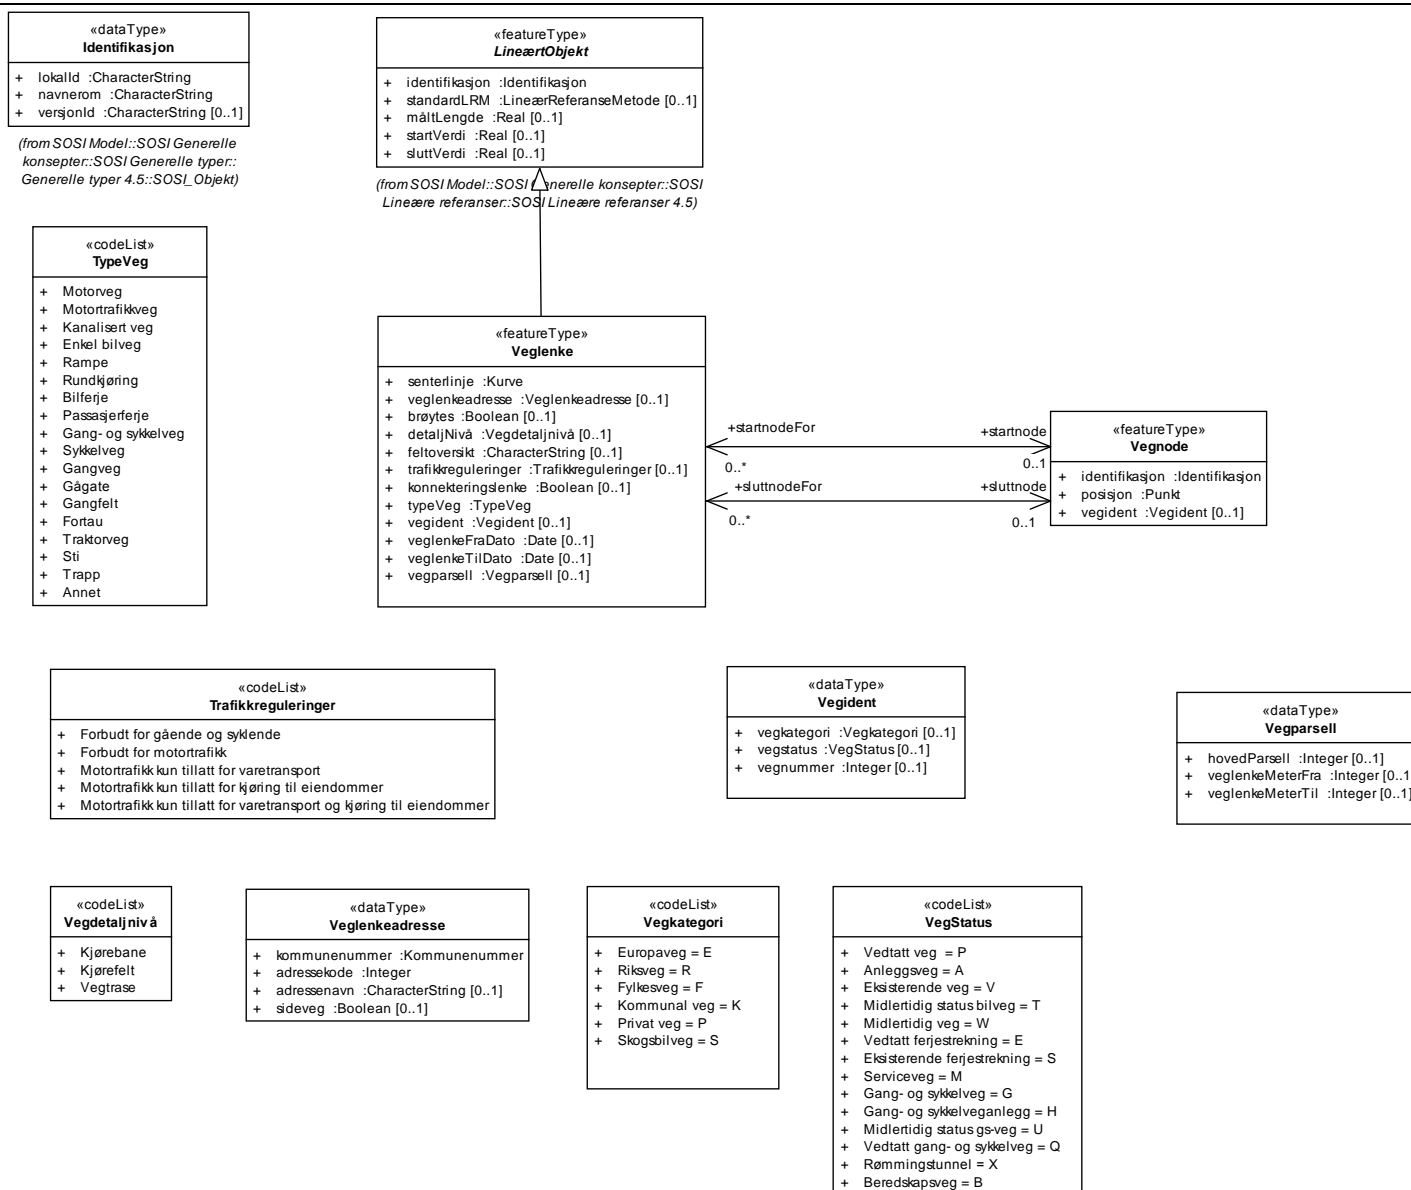 «dataType»
Identifikasjon
+ lokalId :CharacterString
+ navnerom :CharacterString
+ versjonId :CharacterString [0..1]
(from SOSI Model::SOSI Generelle
konsepter::SOSI Generelle typer::
Generelle typer 4.5::SOSI_Objekt)
«featureType»
LineærtObjekt
+ identifikasjon :Identifikasjon
+ standardLRM :LineærReferanseMetode [0..1]
+ måltLengde :Real [0..1]
+ startVerdi :Real [0..1]
+ sluttVerdi :Real [0..1]
(from SOSI Model::SOSI Generelle konsepter::SOSI
Lineære referanser::SOSI Lineære referanser 4.5)
«codeList»
TypeVeg
+ Motorveg
+ Motortrafikkveg
+ Kanalisert veg
+ Enkel bilveg
+ Rampe
+ Rundkjøring
+ Bilferje
+ Passasjerferje
+ Gang- og sykkelveg
+ Sykkelveg
+ Gangveg
+ Gågate
+ Gangfelt
+ Fortau
+ Traktorveg
+ Sti
+ Trapp
+ Annet
«featureType»
Veglenke
+ senterlinje :Kurve
+ veglenkeadresse :Veglenkeadresse [0..1]
+ brøytes :Boolean [0..1]
+ detaljNivå :Vegdetaljnivå [0..1]
+ feltoversikt :CharacterString [0..1]
+ trafikkreguleringer :Trafikkreguleringer [0..1]
+ konnekteringslenke :Boolean [0..1]
+ typeVeg :TypeVeg
+ vegident :Vegident [0..1]
+ veglenkeFraDato :Date [0..1]
+ veglenkeTilDato :Date [0..1]
+ vegparsell :Vegparsell [0..1]
+startnodeFor +startnode
0..* 0..1
+sluttnodeFor +sluttnode
0..* 0..1
«featureType»
Vegnode
+ identifikasjon :Identifikasjon
+ posisjon :Punkt
+ vegident :Vegident [0..1]
«codeList»
Trafikkreguleringer
+ Forbudt for gående og syklende
+ Forbudt for motortrafikk
+ Motortrafikk kun tillatt for varetransport
+ Motortrafikk kun tillatt for kjøring til eiendommer
+ Motortrafikk kun tillatt for varetransport og kjøring til eiendommer
«dataType»
Vegident
+ vegkategori :Vegkategori [0..1]
+ vegstatus :VegStatus [0..1]
+ vegnummer :Integer [0..1]
«dataType»
Vegparsell
+ hovedParsell :Integer [0..1]
+ veglenkeMeterFra :Integer [0..1
+ veglenkeMeterTil :Integer [0..1]
«codeList»
Vegdetaljnivå
+ Kjørebane
+ Kjørefelt
+ Vegtrase
«dataType»
Veglenkeadresse
+ kommunenummer :Kommunenummer
+ adressekode :Integer
+ adressenavn :CharacterString [0..1]
+ sideveg :Boolean [0..1]
«codeList»
Vegkategori
+ Europaveg = E
+ Riksveg = R
+ Fylkesveg = F
+ Kommunal veg = K
+ Privat veg = P
+ Skogsbilveg = S
«codeList»
VegStatus
+ Vedtatt veg = P
+ Anleggsveg = A
+ Eksisterende veg = V
+ Midlertidig status bilveg = T
+ Midlertidig veg = W
+ Vedtatt ferjestrekning = E
+ Eksisterende ferjestrekning = S
+ Serviceveg = M
+ Gang- og sykkelveg = G
+ Gang- og sykkelveganlegg = H
+ Midlertidig status gs-veg = U
+ Vedtatt gang- og sykkelveg = Q
+ Rømmingstunnel = X
+ Beredskapsveg = B